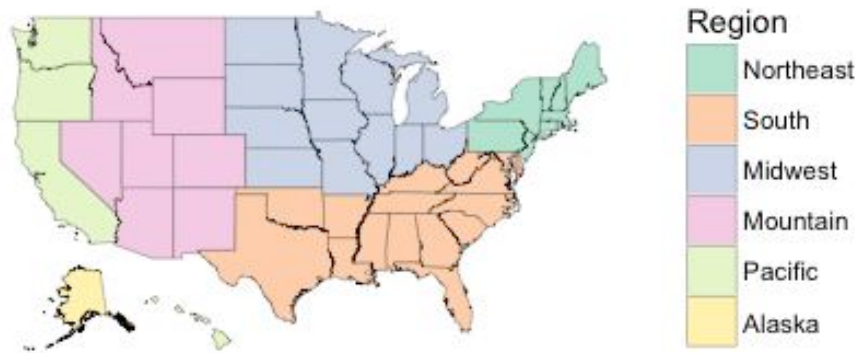 Region
Northeast
South
Midwest
Mountain
Pacific
Alaska